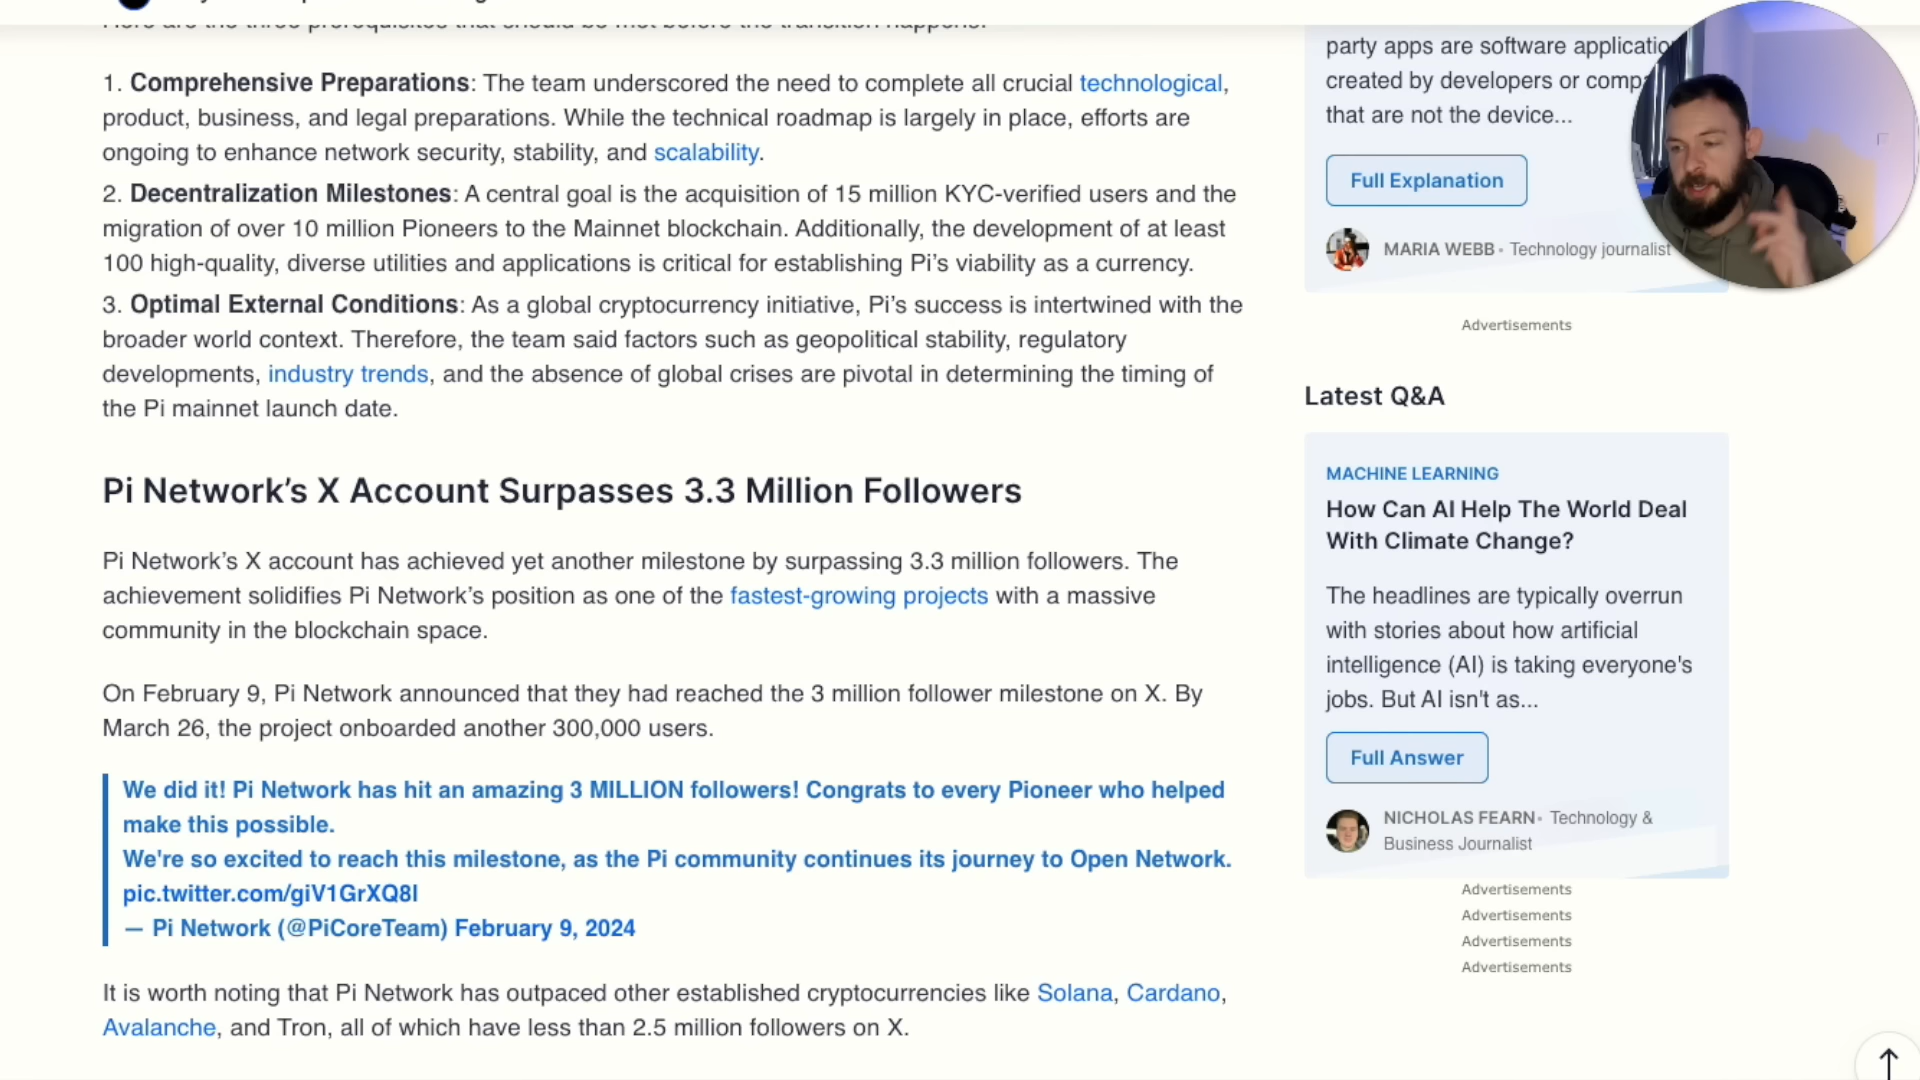 1. Comprehensive Preparations: The team underscored the need to complete all crucial technological,
product, business, and legal preparations. While the technical roadmap is largely in place, efforts are
ongoing to enhance network security, stability, and scalability.
2. Decentralization Milestones: A central goal is the acquisition of 15 million KYC-verified users and the
migration of over 10 million Pioneers to the Mainnet blockchain. Additionally, the development of at least
100 high-quality, diverse utilities and applications is critical for establishing Pi’s viability as a currency.
3. Optimal External Conditions: As a global cryptocurrency initiative, Pi’s success is intertwined with the
broader world context. Therefore, the team said factors such as geopolitical stability, regulatory
developments, industry trends, and the absence of global crises are pivotal in determining the timing of
the Pi mainnet launch date.
Pi Network’s X Account Surpasses 3.3 Million Followers
Pi Network’s X account has achieved yet another milestone by surpassing 3.3 million followers. The
achievement solidifies Pi Network’s position as one of the fastest-growing projects with a massive
community in the blockchain space.
On February 9, Pi Network announced that they had reached the 3 million follower milestone on X. By
March 26, the project onboarded another 300,000 users.
We did it! Pi Network has hit an amazing 3 MILLION followers! Congrats to every Pioneer who helped
make this possible.
We're so excited to reach this milestone, as the Pi community continues its journey to Open Network.
pic.twitter.com/giV1GrXQ8I
— Pi Network (@PiCoreTeam) February 9, 2024
It is worth noting that Pi Network has outpaced other established cryptocurrencies like Solana, Cardano,
Avalanche, and Tron, all of which have less than 2.5 million followers on X.
party apps are software
created by developers or
that are not the device...
Full Explanation
MARIA WEBB • Technology journalist
Advertisements
Latest Q&A
MACHINE LEARNING
How Can AI Help The World Deal
With Climate Change?
The headlines are typically overrun
with stories about how artificial
intelligence (AI) is taking everyone's
jobs. But AI isn't as...
Full Answer
NICHOLAS FEARN • Technology &
Business Journalist
Advertisements
Advertisements
Advertisements
Advertisements